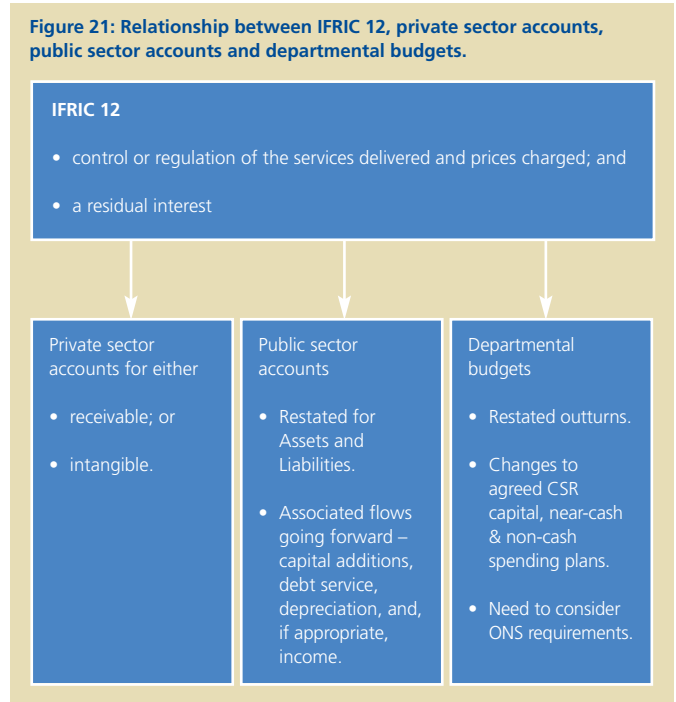 Figure 21: Relationship between IFRIC 12, private sector accounts,
public sector accounts and departmental budgets.
IFRIC 12
• control or regulation of the services delivered and prices charged; and
• a residual interest
Private sector
accounts for either
• receivable; or
• intangible.
Public sector
accounts
• Restated for
Assets and
Liabilities.
• Associated flows
going forward –
capital additions,
debt service,
depreciation, and,
if appropriate,
income.
Departmental
budgets
• Restated outturns.
• Changes to
agreed CSR
capital, near-cash
& non-cash
spending plans.
• Need to consider
ONS requirements.